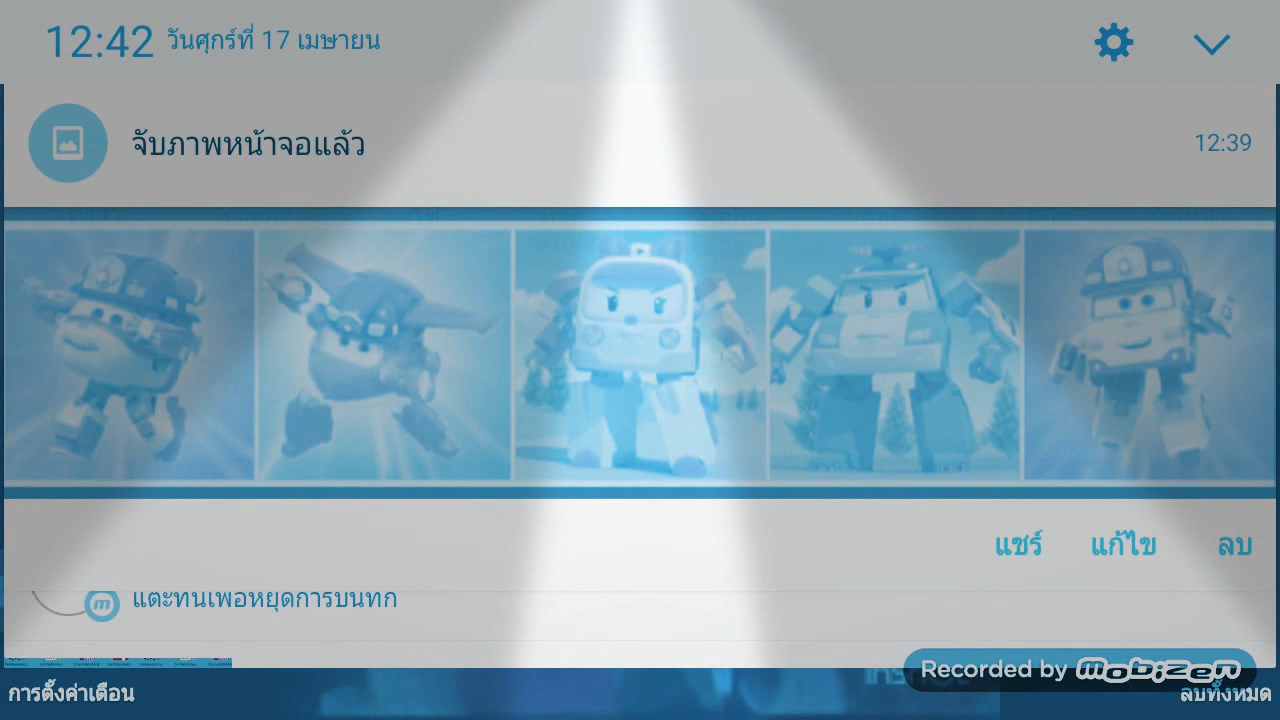 12:42 วันศุกร์ที่ 17 เมษายน
จับภาพหน้าจอแล้ว 12:39
แชร์ แก้ไข ลบ
แตะที่นี่เพื่อหยุดการบันทึก
Recorded by mobizen
การตั้งค่าเตือน ลบทั้งหมด